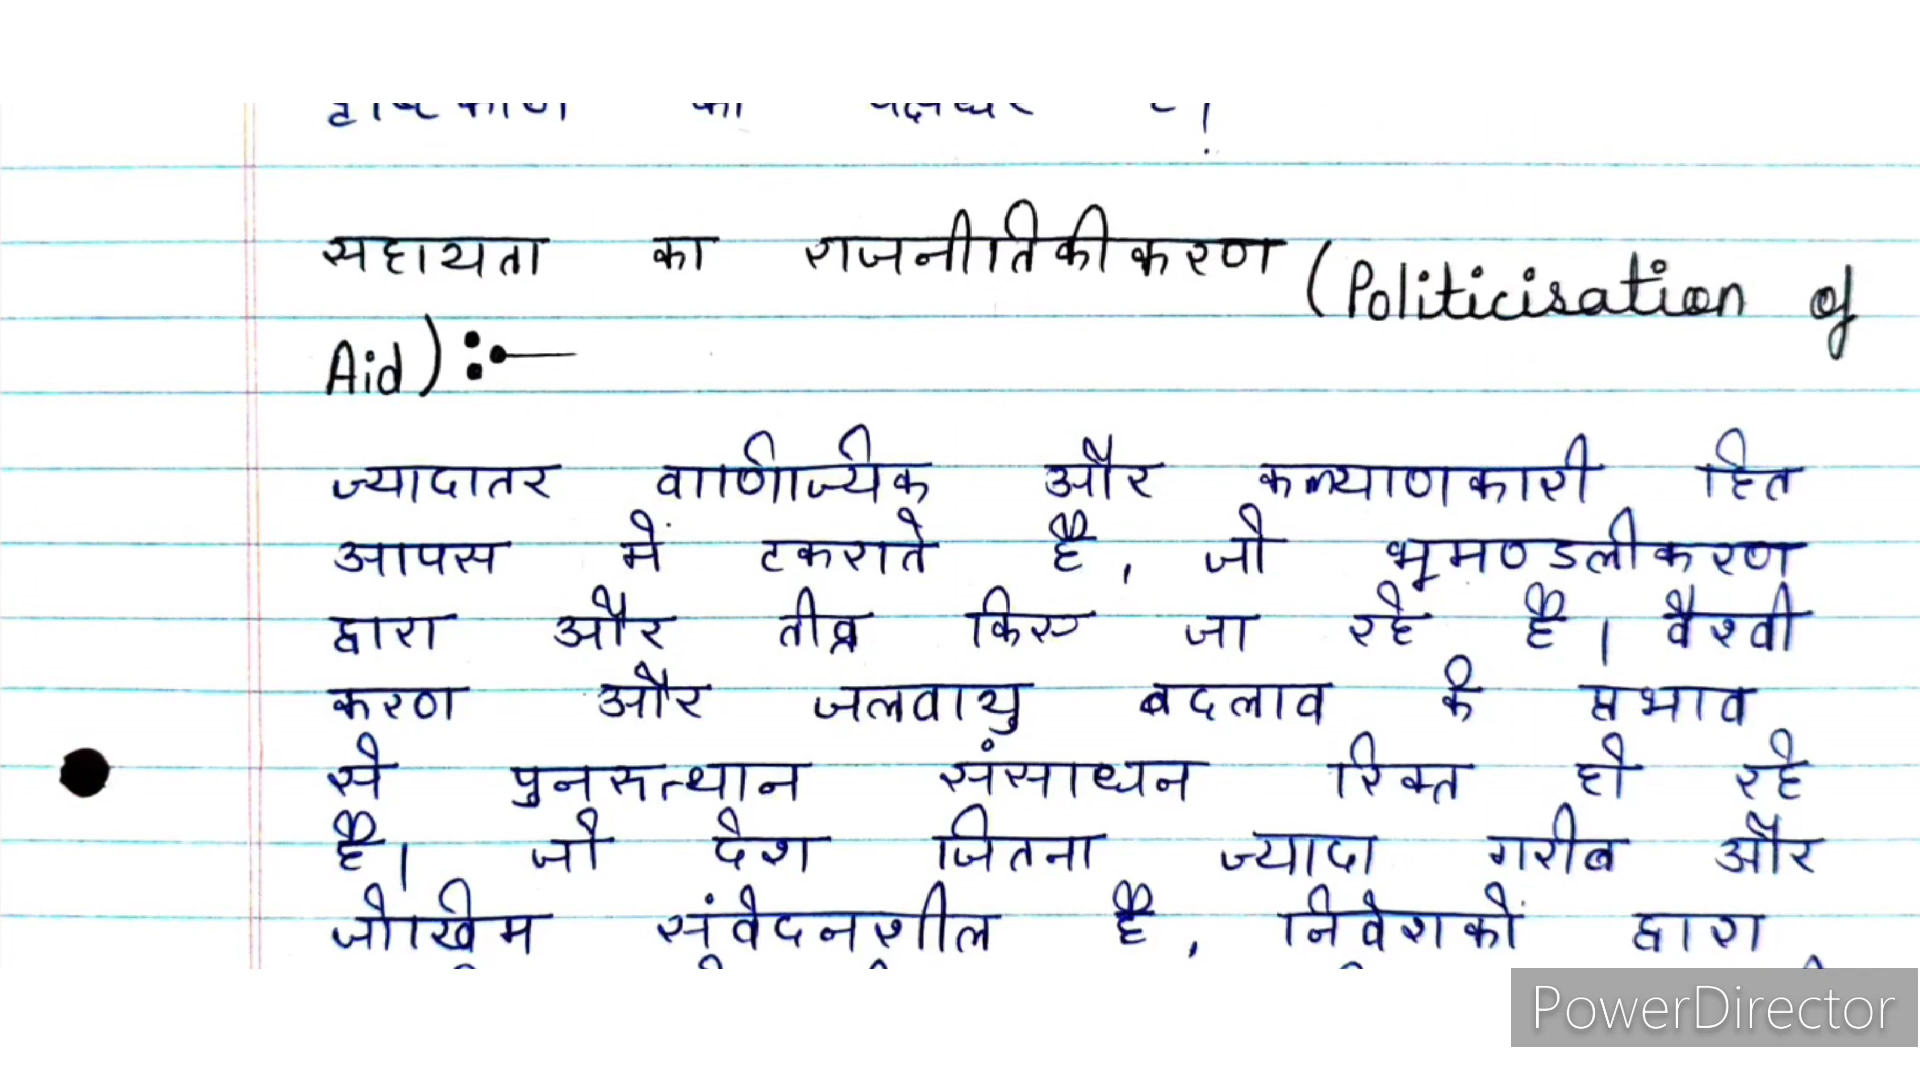 सहायता का राजनीतिकीकरण (Politicisation of
Aid) :-
ज्यादातर वाणिज्यिक और कल्याणकारी हित
आपस में टकराते है, जो भूमण्डलीकरण
द्वारा और तीव्र किए जा रहे है। वैश्वी
करण और जलवायु बदलाव के प्रभाव
से पुनरुत्थान संसाधन रिक्त हो रहे
है। जो देश जितना ज्यादा गरीब और
जोखिम संवेदनशील है, निवेशकों द्वारा
PowerDirector